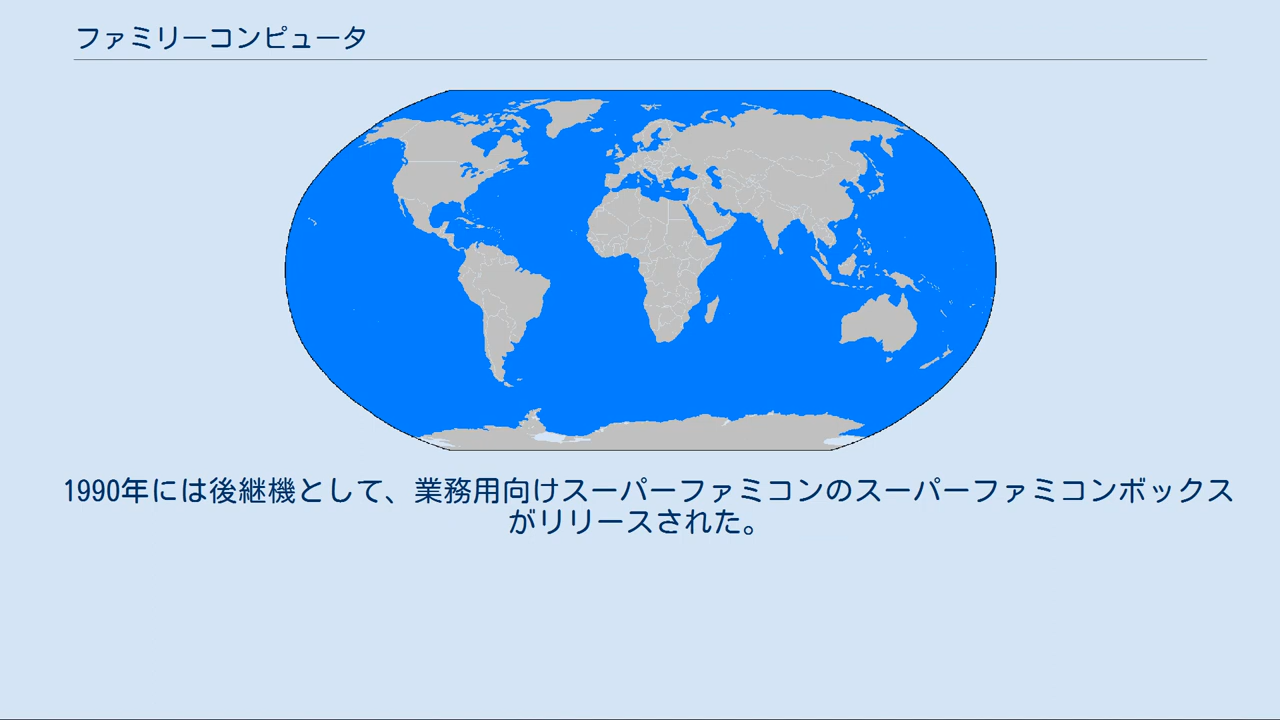 ファミリーコンピュータ
1990年には後継機として、業務用向けスーパーファミコンのスーパーファミコンボックス
がリリースされた。